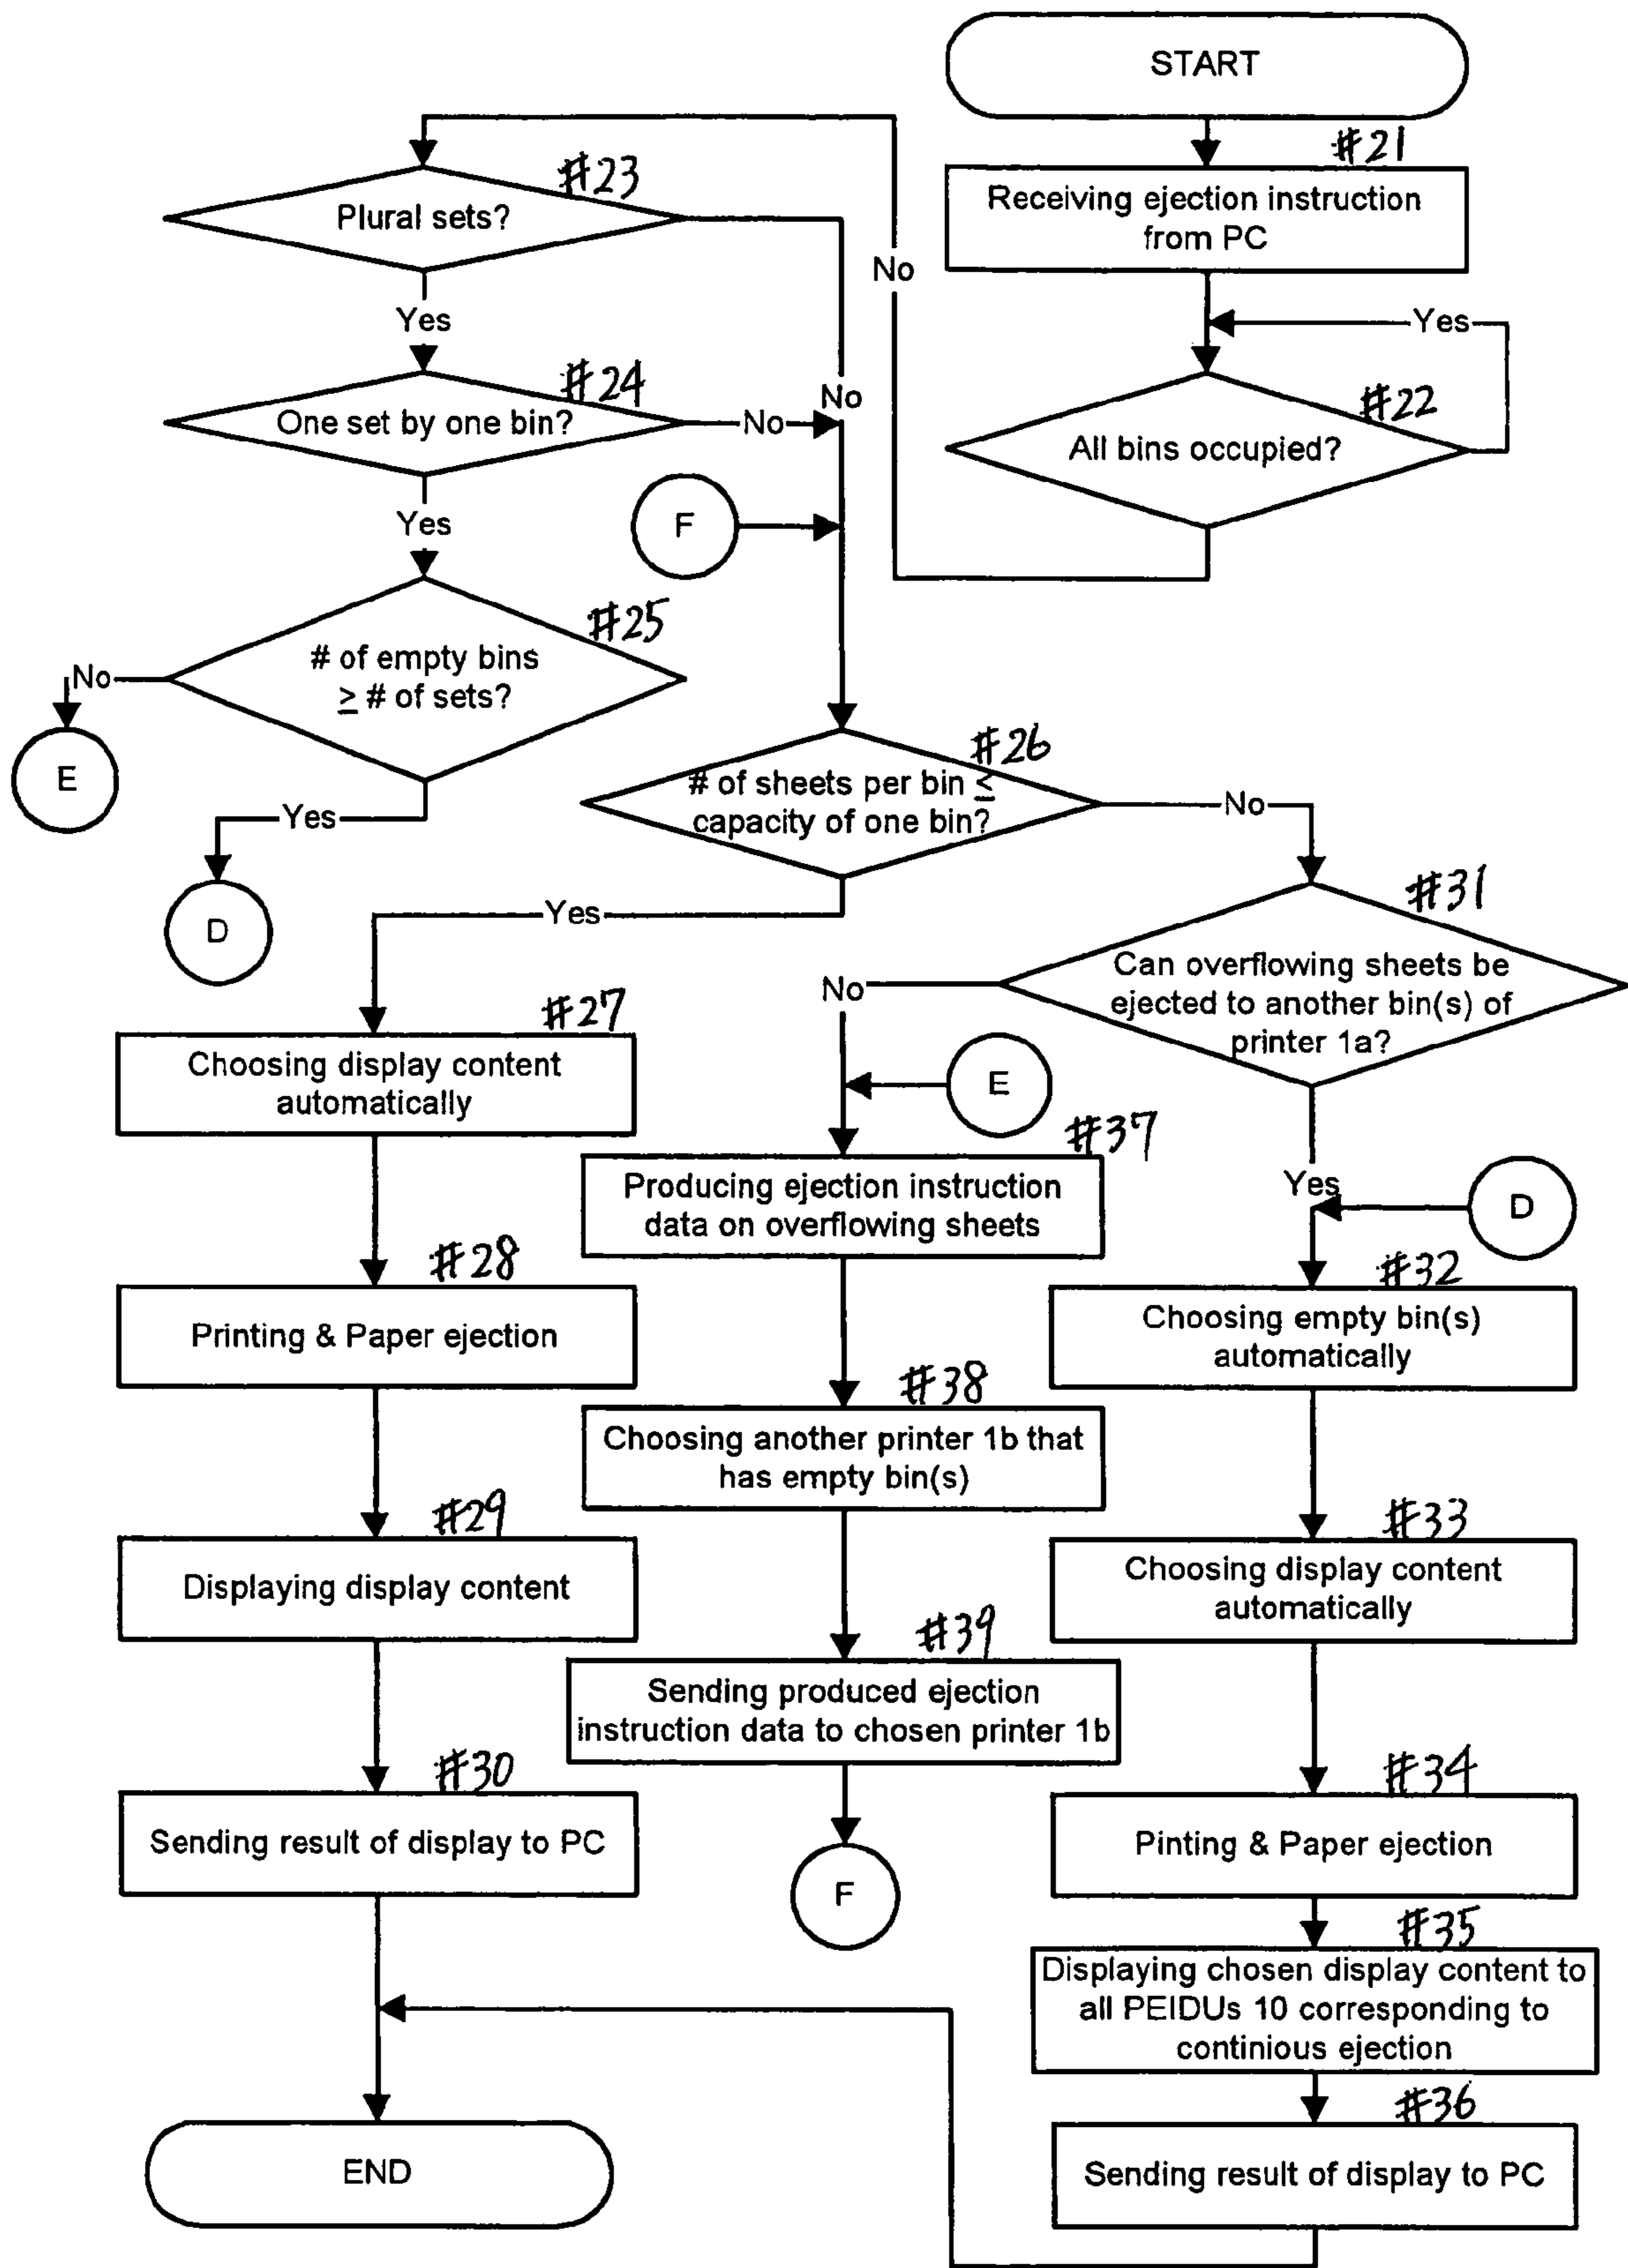 START
#21
Receiving ejection instruction
from PC
Yes
#22
All bins occupied?
No
#23
Plural sets?
No
Yes
#24
One set by one bin?
No
Yes
F
#25
# of empty bins
≥ # of sets?
No
E
Yes
D
#26
# of sheets per bin ≤
capacity of one bin?
No
Yes
#31
Can overflowing sheets be
ejected to another bin(s) of
printer 1a?
No
Yes
#27
Choosing display content
automatically
#28
Printing & Paper ejection
#29
Displaying display content
#30
Sending result of display to PC
E
#37
Producing ejection instruction
data on overflowing sheets
#38
Choosing another printer 1b that
has empty bin(s)
#39
Sending produced ejection
instruction data to chosen printer 1b
F
D
#32
Choosing empty bin(s)
automatically
#33
Choosing display content
automatically
#34
Pinting & Paper ejection
#35
Displaying chosen display content to
all PEIDUs 10 corresponding to
continious ejection
#36
Sending result of display to PC
END